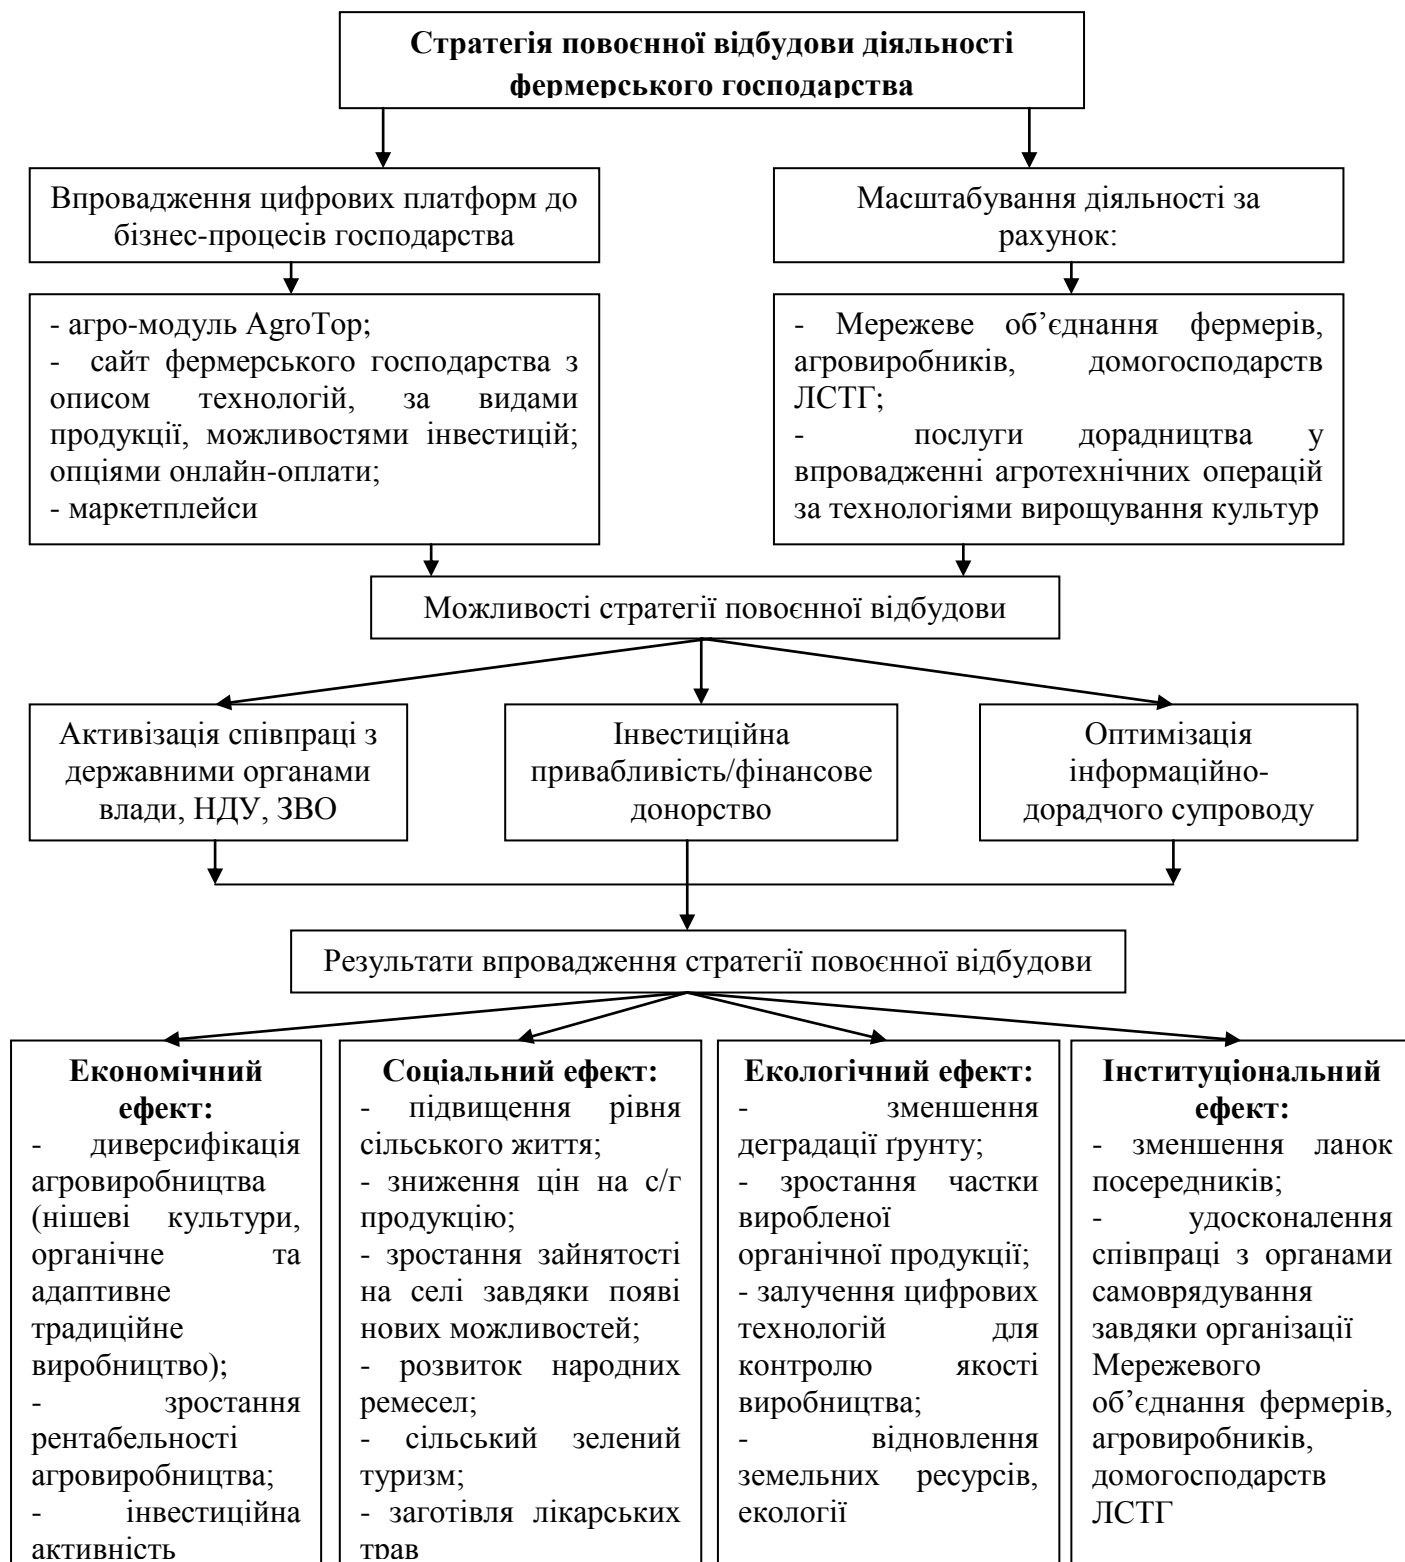 Стратегія повоєнної відбудови діяльності
фермерського господарства
Впровадження цифрових платформ до
бізнес-процесів господарства
Масштабування діяльності за
рахунок:
- агро-модуль AgroTop;
- сайт фермерського господарства з
описом технологій, за видами
продукції, можливостями інвестицій;
опціями онлайн-оплати;
- маркетплейси
- Мережеве об’єднання фермерів,
агровиробників, домогосподарств
ЛСТГ;
- послуги дорадництва у
впровадженні агротехнічних операцій
за технологіями вирощування культур
Можливості стратегії повоєнної відбудови
Активізація співпраці з
державними органами
влади, НДУ, ЗВО
Інвестиційна
привабливість/фінансове
донорство
Оптимізація
інформаційно-
дорадчого супроводу
Результати впровадження стратегії повоєнної відбудови
Економічний
ефект:
- диверсифікація
агровиробництва
(нішеві культури,
органічне та
адаптивне
традиційне
виробництво);
- зростання
рентабельності
агровиробництва;
- інвестиційна
активність
Соціальний ефект:
- підвищення рівня
сільського життя;
- зниження цін на с/г
продукцію;
- зростання зайнятості
на селі завдяки появі
нових можливостей;
- розвиток народних
ремесел;
- сільський зелений
туризм;
- заготівля лікарських
трав
Екологічний ефект:
- зменшення
деградації ґрунту;
- зростання частки
виробленої
органічної продукції;
- залучення цифрових
технологій для
контролю якості
виробництва;
- відновлення
земельних ресурсів,
екології
Інституціональний
ефект:
- зменшення ланок
посередників;
- удосконалення
співпраці з органами
самоврядування
завдяки організації
Мережевого
об’єднання фермерів,
агровиробників,
домогосподарств
ЛСТГ